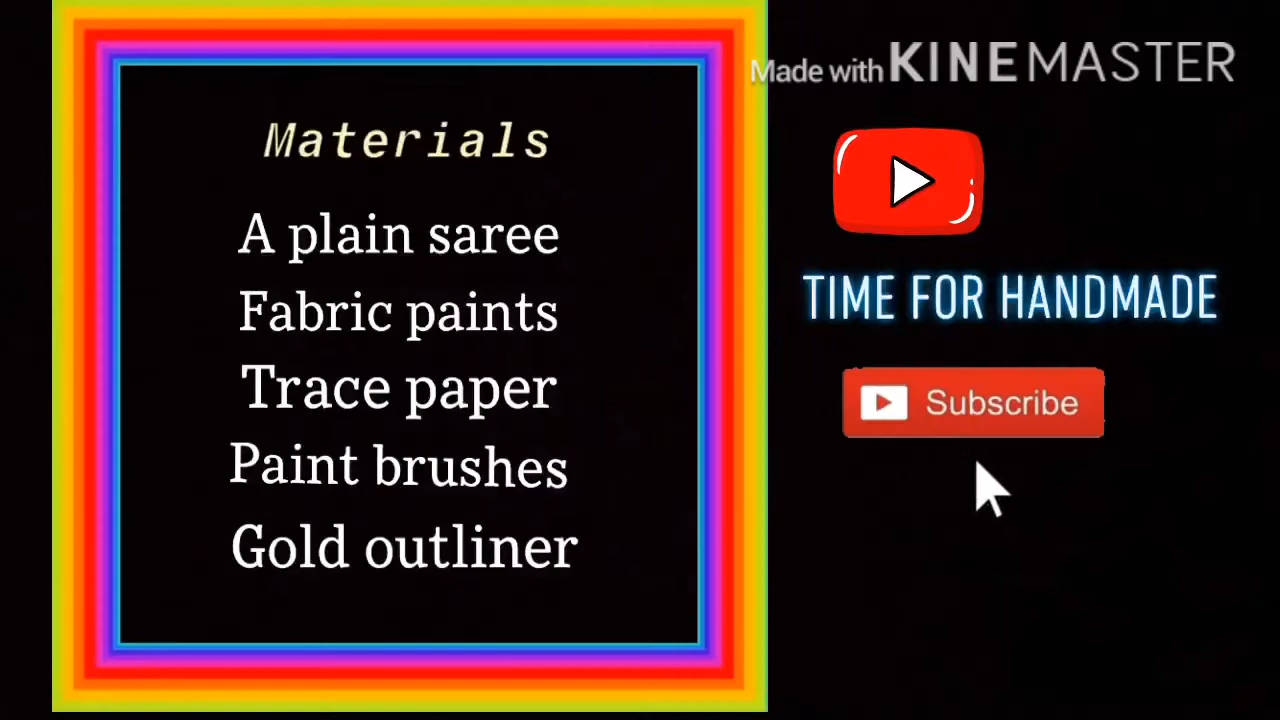 Materials
A plain saree
Fabric paints
Trace paper
Paint brushes
Gold outliner
Made with KINEMASTER
TIME FOR HANDMADE
Subscribe